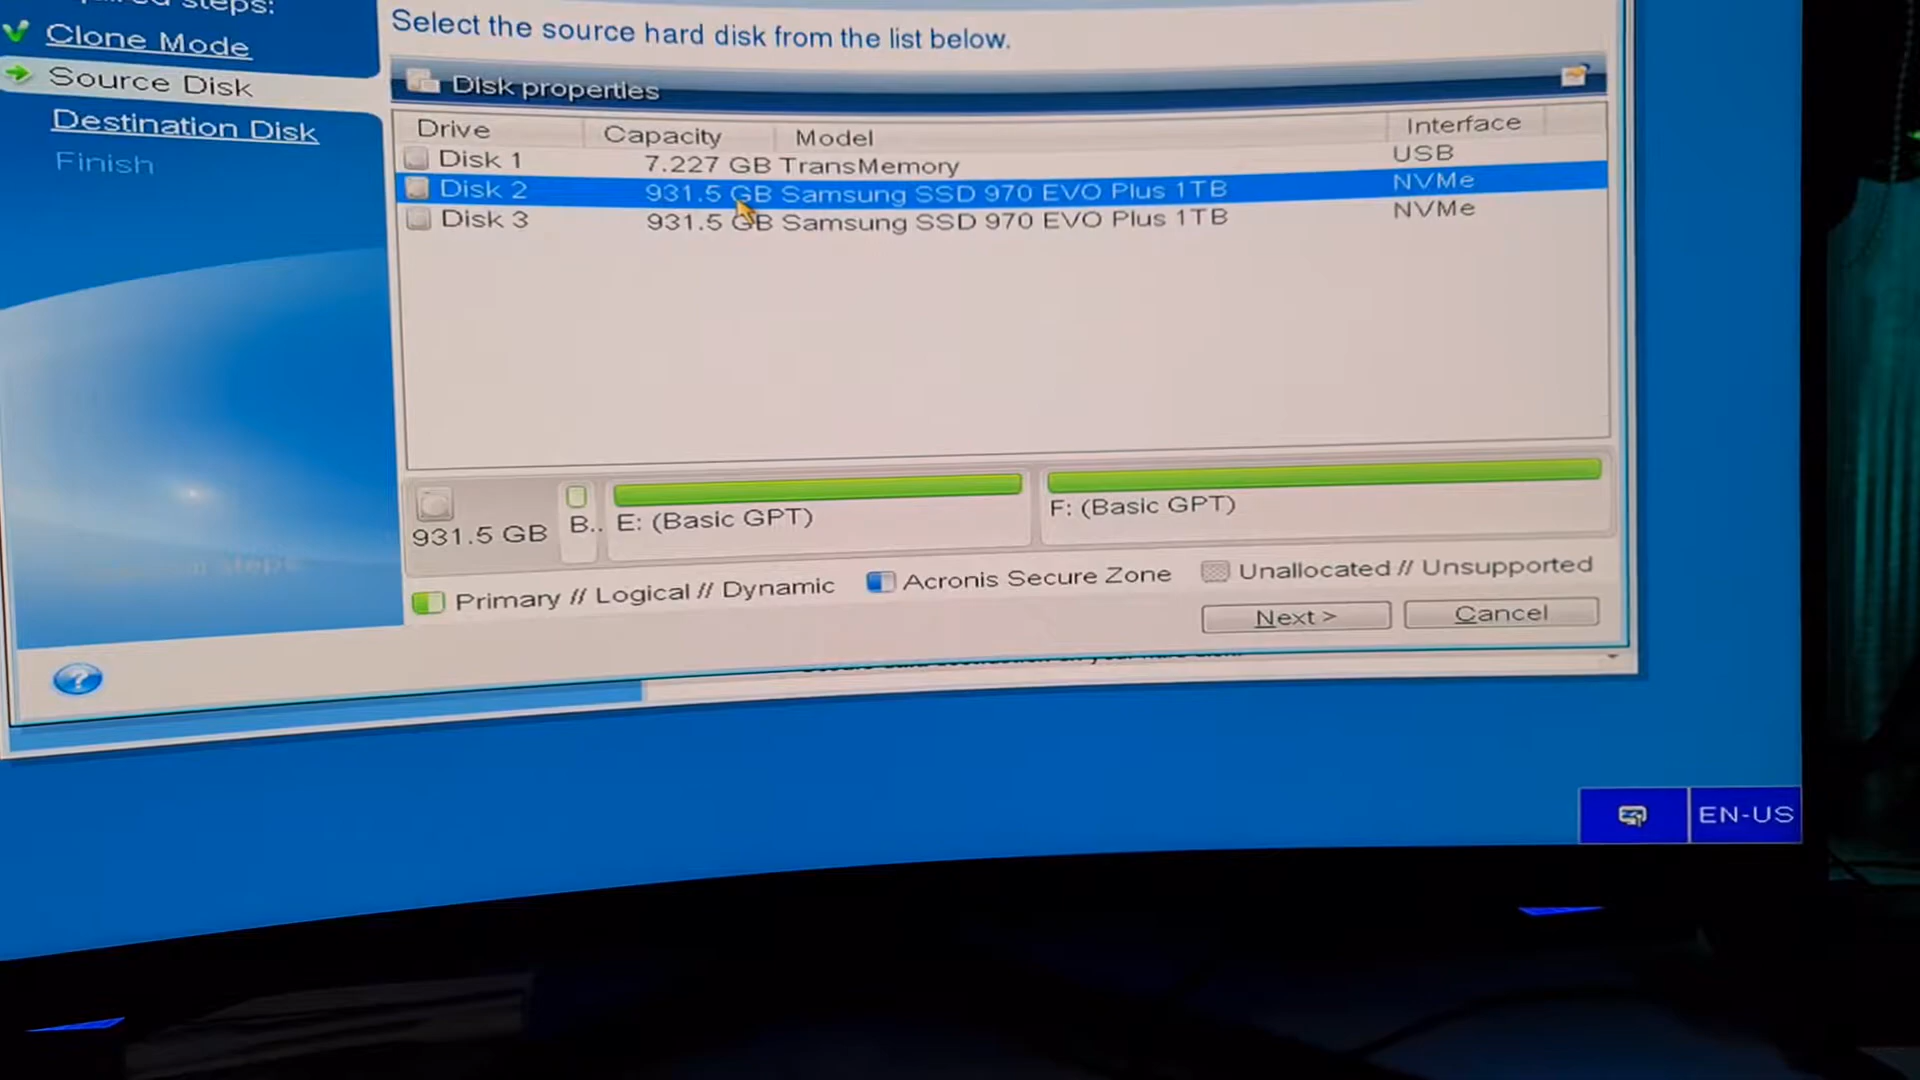 steps:
Clone Mode
Source Disk
Destination Disk
Finish
Select the source hard disk from the list below.
Disk properties
Drive Capacity Model Interface
Disk 1 7.227 GB TransMemory USB
Disk 2 931.5 GB Samsung SSD 970 EVO Plus 1TB NVMe
Disk 3 931.5 GB Samsung SSD 970 EVO Plus 1TB NVMe
931.5 GB
B..
E: (Basic GPT)
F: (Basic GPT)
Primary // Logical // Dynamic
Acronis Secure Zone
Unallocated // Unsupported
Next >
Cancel
?
EN-US